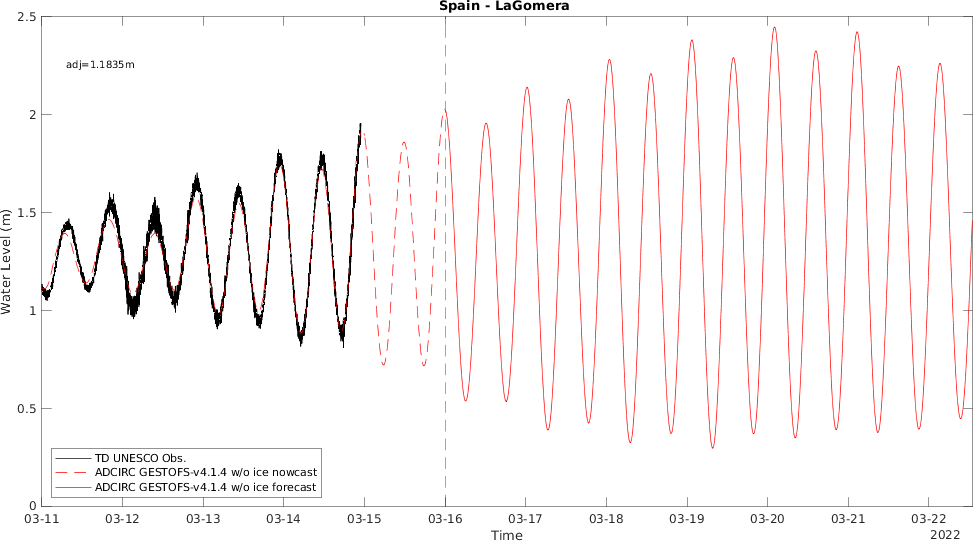 Spain - LaGomera
2.5
adj=1.1835m
2
1.5
Water Level (m)
1
0.5
TD UNESCO Obs.
ADCIRC GESTOFS-v4.1.4 w/o ice nowcast
ADCIRC GESTOFS-v4.1.4 w/o ice forecast
0
03-11 03-12 03-13 03-14 03-15 03-16 03-17 03-18 03-19 03-20 03-21 03-22
Time
2022